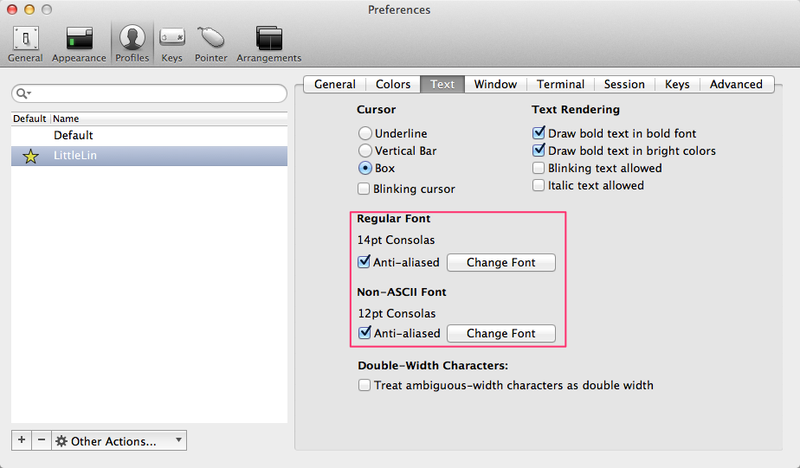 Preferences
General Appearance Profiles Keys Pointer Arrangements
General Colors Text Window Terminal Session Keys Advanced
Default Name
Default
LittleLin
Cursor
Underline
Vertical Bar
Box
Blinking cursor
Text Rendering
Draw bold text in bold font
Draw bold text in bright colors
Blinking text allowed
Italic text allowed
Regular Font
14pt Consolas
Anti-aliased Change Font
Non-ASCII Font
12pt Consolas
Anti-aliased Change Font
Double-Width Characters:
Treat ambiguous-width characters as double width
+ − Other Actions...